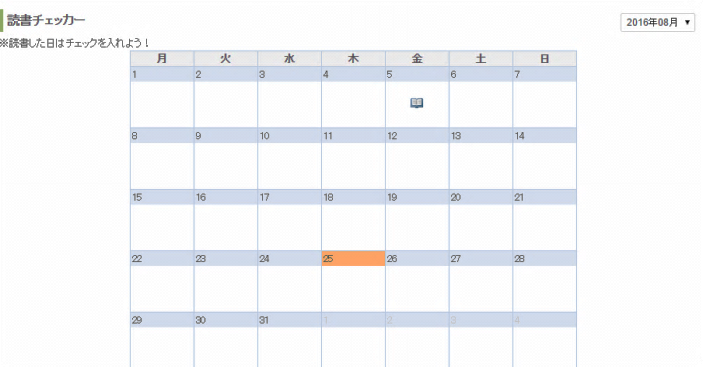 読書チェッカー
2016年08月 ▼
※読書した日はチェックを入れよう！
月 火 水 木 金 土 日
1 2 3 4 5 6 7
8 9 10 11 12 13 14
15 16 17 18 19 20 21
22 23 24 25 26 27 28
29 30 31 1 2 3 4